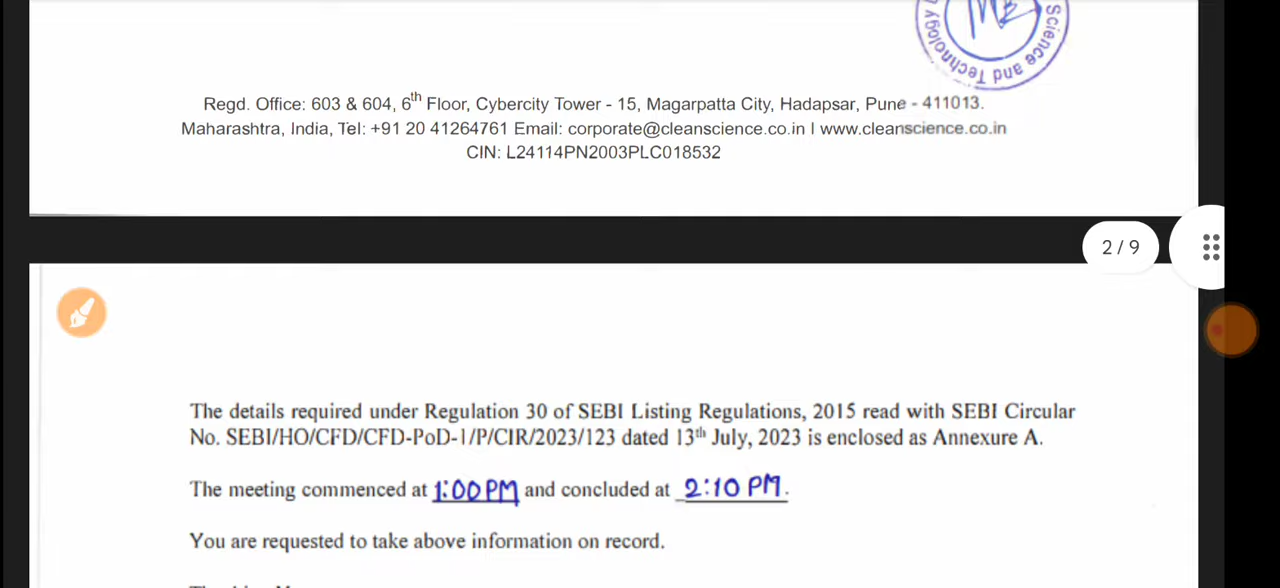 Science and Technology
Regd. Office: 603 & 604, 6th Floor, Cybercity Tower - 15, Magarpatta City, Hadapsar, Pune - 411013.
Maharashtra, India, Tel: +91 20 41264761 Email: corporate@cleanscience.co.in I www.cleanscience.co.in
CIN: L24114PN2003PLC018532
2 / 9
The details required under Regulation 30 of SEBI Listing Regulations, 2015 read with SEBI Circular
No. SEBI/HO/CFD/CFD-PoD-1/P/CIR/2023/123 dated 13th July, 2023 is enclosed as Annexure A.
The meeting commenced at 1:00 PM and concluded at 2:10 PM.
You are requested to take above information on record.